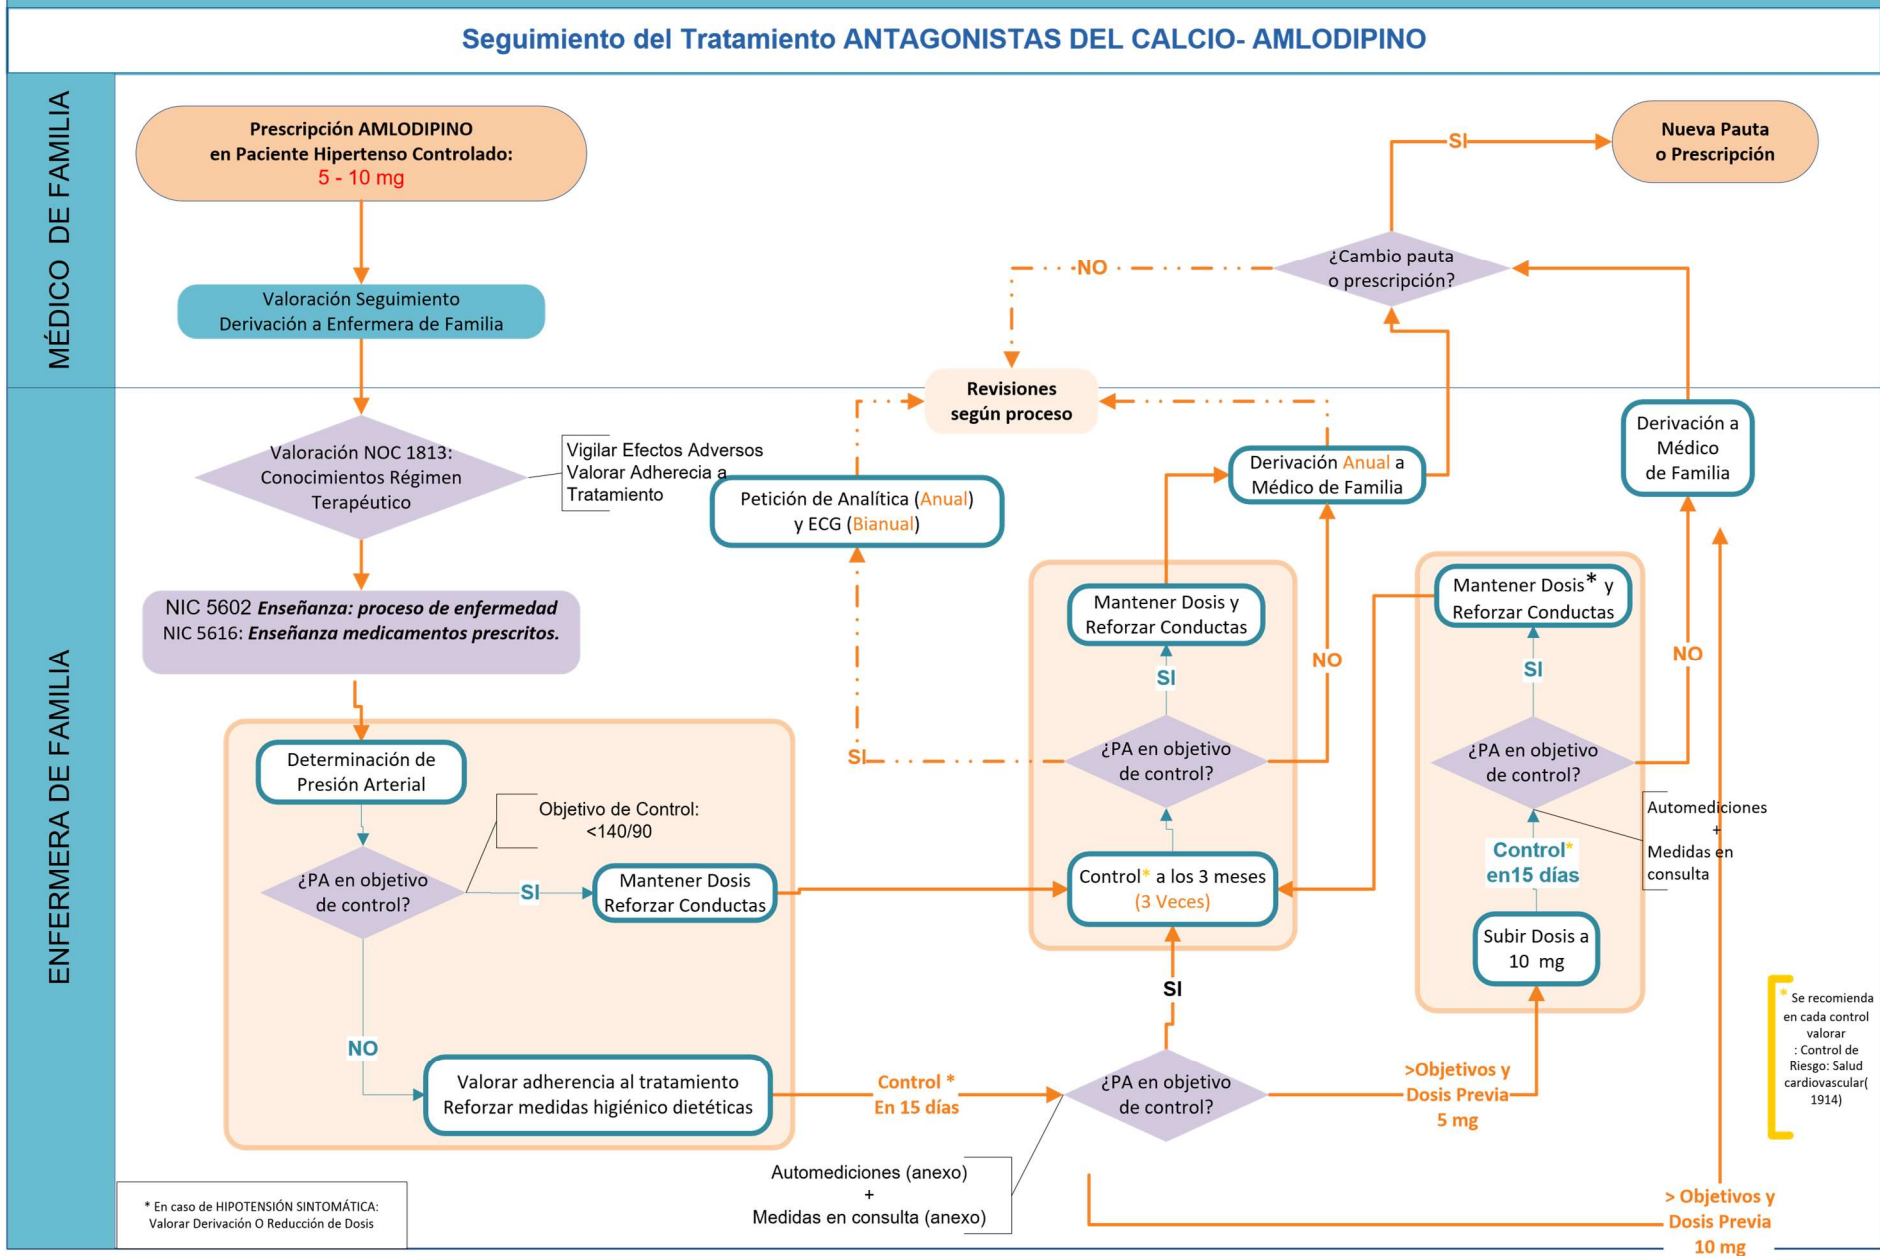 Seguimiento del Tratamiento ANTAGONISTAS DEL CALCIO- AMLODIPINO
MÉDICO DE FAMILIA
Prescripción AMLODIPINO
en Paciente Hipertenso Controlado:
5 - 10 mg
Valoración Seguimiento
Derivación a Enfermera de Familia
SI
Nueva Pauta
o Prescripción
¿Cambio pauta
o prescripción?
NO
ENFERMERA DE FAMILIA
Revisiones
según proceso
Valoración NOC 1813:
Conocimientos Régimen
Terapéutico
Vigilar Efectos Adversos
Valorar Adherecia a
Tratamiento
Petición de Analítica (Anual)
y ECG (Bianual)
Derivación Anual a
Médico de Familia
Derivación a
Médico
de Familia
NIC 5602 Enseñanza: proceso de enfermedad
NIC 5616: Enseñanza medicamentos prescritos.
Mantener Dosis y
Reforzar Conductas
SI
NO
¿PA en objetivo
de control?
SI
Control* a los 3 meses
(3 Veces)
Mantener Dosis* y
Reforzar Conductas
SI
NO
¿PA en objetivo
de control?
Automediciones
+
Medidas en
consulta
Control*
en15 días
Subir Dosis a
10 mg
Determinación de
Presión Arterial
Objetivo de Control:
<140/90
¿PA en objetivo
de control?
SI
Mantener Dosis
Reforzar Conductas
NO
Valorar adherencia al tratamiento
Reforzar medidas higiénico dietéticas
Control *
En 15 días
SI
¿PA en objetivo
de control?
>Objetivos y
Dosis Previa
5 mg
Automediciones (anexo)
+
Medidas en consulta (anexo)
> Objetivos y
Dosis Previa
10 mg
* Se recomienda
en cada control
valorar
: Control de
Riesgo: Salud
cardiovascular(
1914)
* En caso de HIPOTENSIÓN SINTOMÁTICA:
Valorar Derivación O Reducción de Dosis